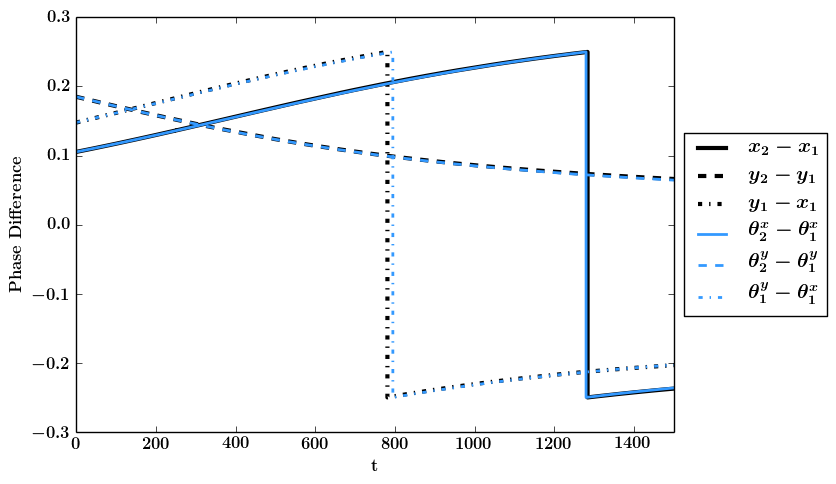 0.3
0.2
0.1
0.0
−0.1
−0.2
−0.3
Phase Difference
0 200 400 600 800 1000 1200 1400
t
x₂ − x₁
y₂ − y₁
y₁ − x₁
θ₂ˣ − θ₁ˣ
θ₂ʸ − θ₁ʸ
θ₁ʸ − θ₁ˣ